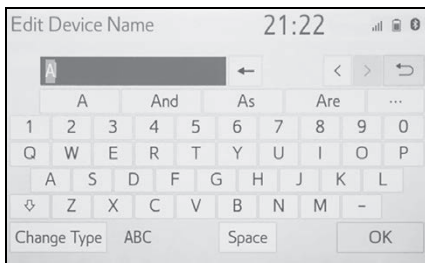 Edit Device Name 21:22
A ← < >
A And As Are ...
1 2 3 4 5 6 7 8 9 0
Q W E R T Y U I O P
A S D F G H J K L
Z X C V B N M -
Change Type ABC Space OK